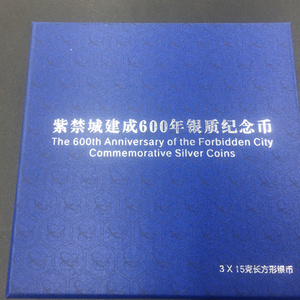 紫禁城建成600年银质纪念币
The 600th Anniversary of the Forbidden City
Commemorative Silver Coins
3 X 15克长方形银币